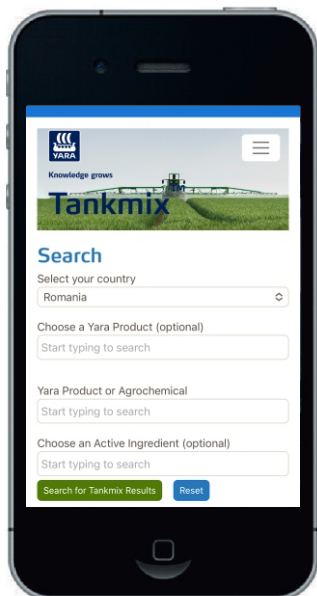 YARA
Knowledge grows
Tankmix™
Search
Select your country
Romania
Choose a Yara Product (optional)
Start typing to search
Yara Product or Agrochemical
Start typing to search
Choose an Active Ingredient (optional)
Start typing to search
Search for Tankmix Results Reset